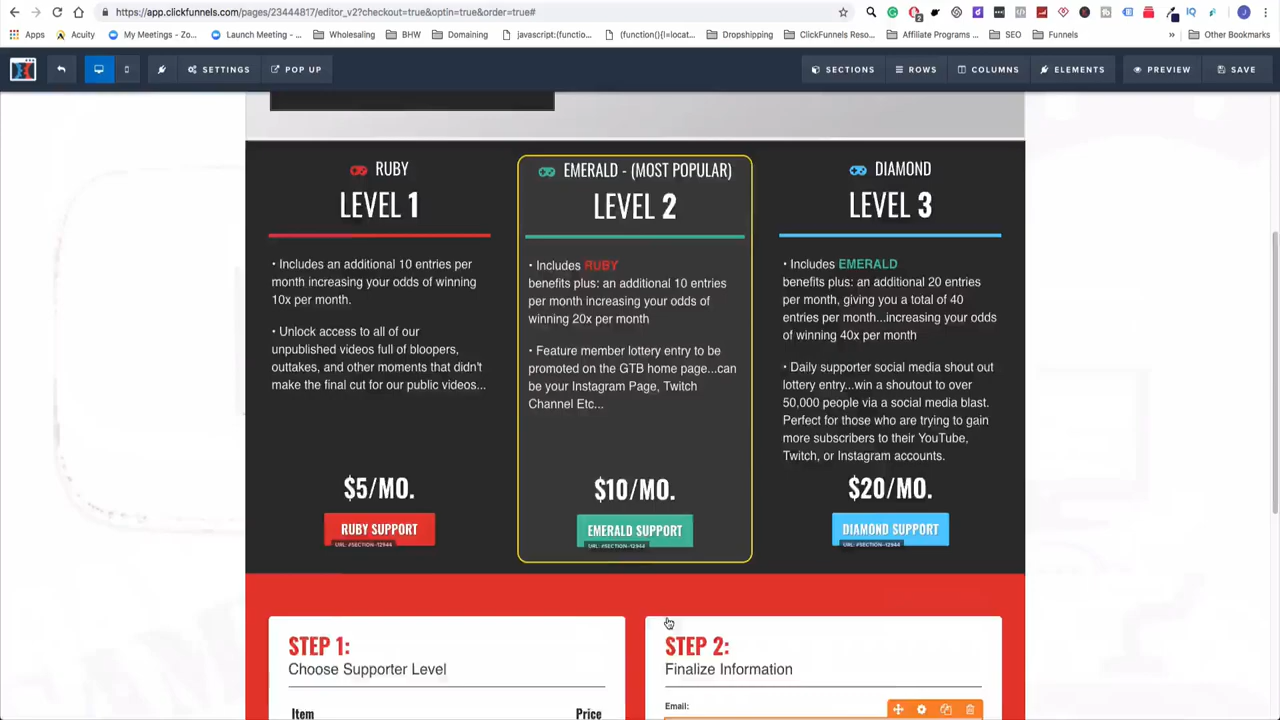 https://app.clickfunnels.com/pages/23444817/editor_v2?checkout=true&optin=true&order=true#
Apps
Acuity
My Meetings - Zo...
Launch Meeting -...
Wholesaling
BHW
Domaining
javascript:(functio...
(function(){l=locat...
Dropshipping
ClickFunnels Reso...
Affiliate Programs...
SEO
Funnels
»
Other Bookmarks
SETTINGS
POP UP
SECTIONS
ROWS
COLUMNS
ELEMENTS
PREVIEW
SAVE
RUBY
LEVEL 1
• Includes an additional 10 entries per
month increasing your odds of winning
10x per month.
• Unlock access to all of our
unpublished videos full of bloopers,
outtakes, and other moments that didn't
make the final cut for our public videos...
$5/MO.
RUBY SUPPORT
URL: #SECTION-12944
EMERALD - (MOST POPULAR)
LEVEL 2
• Includes RUBY
benefits plus: an additional 10 entries
per month increasing your odds of
winning 20x per month
• Feature member lottery entry to be
promoted on the GTB home page...can
be your Instagram Page, Twitch
Channel Etc...
$10/MO.
EMERALD SUPPORT
URL: #SECTION-12944
DIAMOND
LEVEL 3
• Includes EMERALD
benefits plus: an additional 20 entries
per month, giving you a total of 40
entries per month...increasing your odds
of winning 40x per month
• Daily supporter social media shout out
lottery entry...win a shoutout to over
50,000 people via a social media blast.
Perfect for those who are trying to gain
more subscribers to their YouTube,
Twitch, or Instagram accounts.
$20/MO.
DIAMOND SUPPORT
URL: #SECTION-12944
STEP 1:
Choose Supporter Level
Item Price
STEP 2:
Finalize Information
Email: